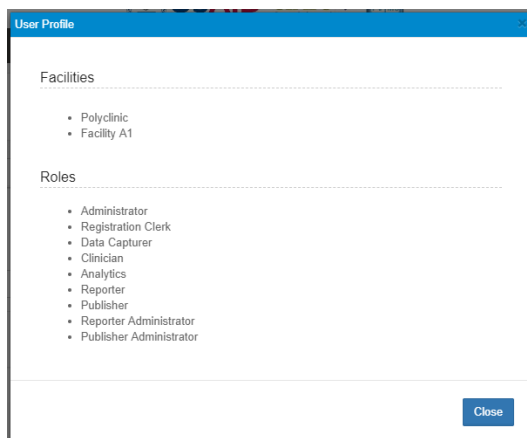 User Profile
×
Facilities
Polyclinic
Facility A1
Roles
Administrator
Registration Clerk
Data Capturer
Clinician
Analytics
Reporter
Publisher
Reporter Administrator
Publisher Administrator
Close